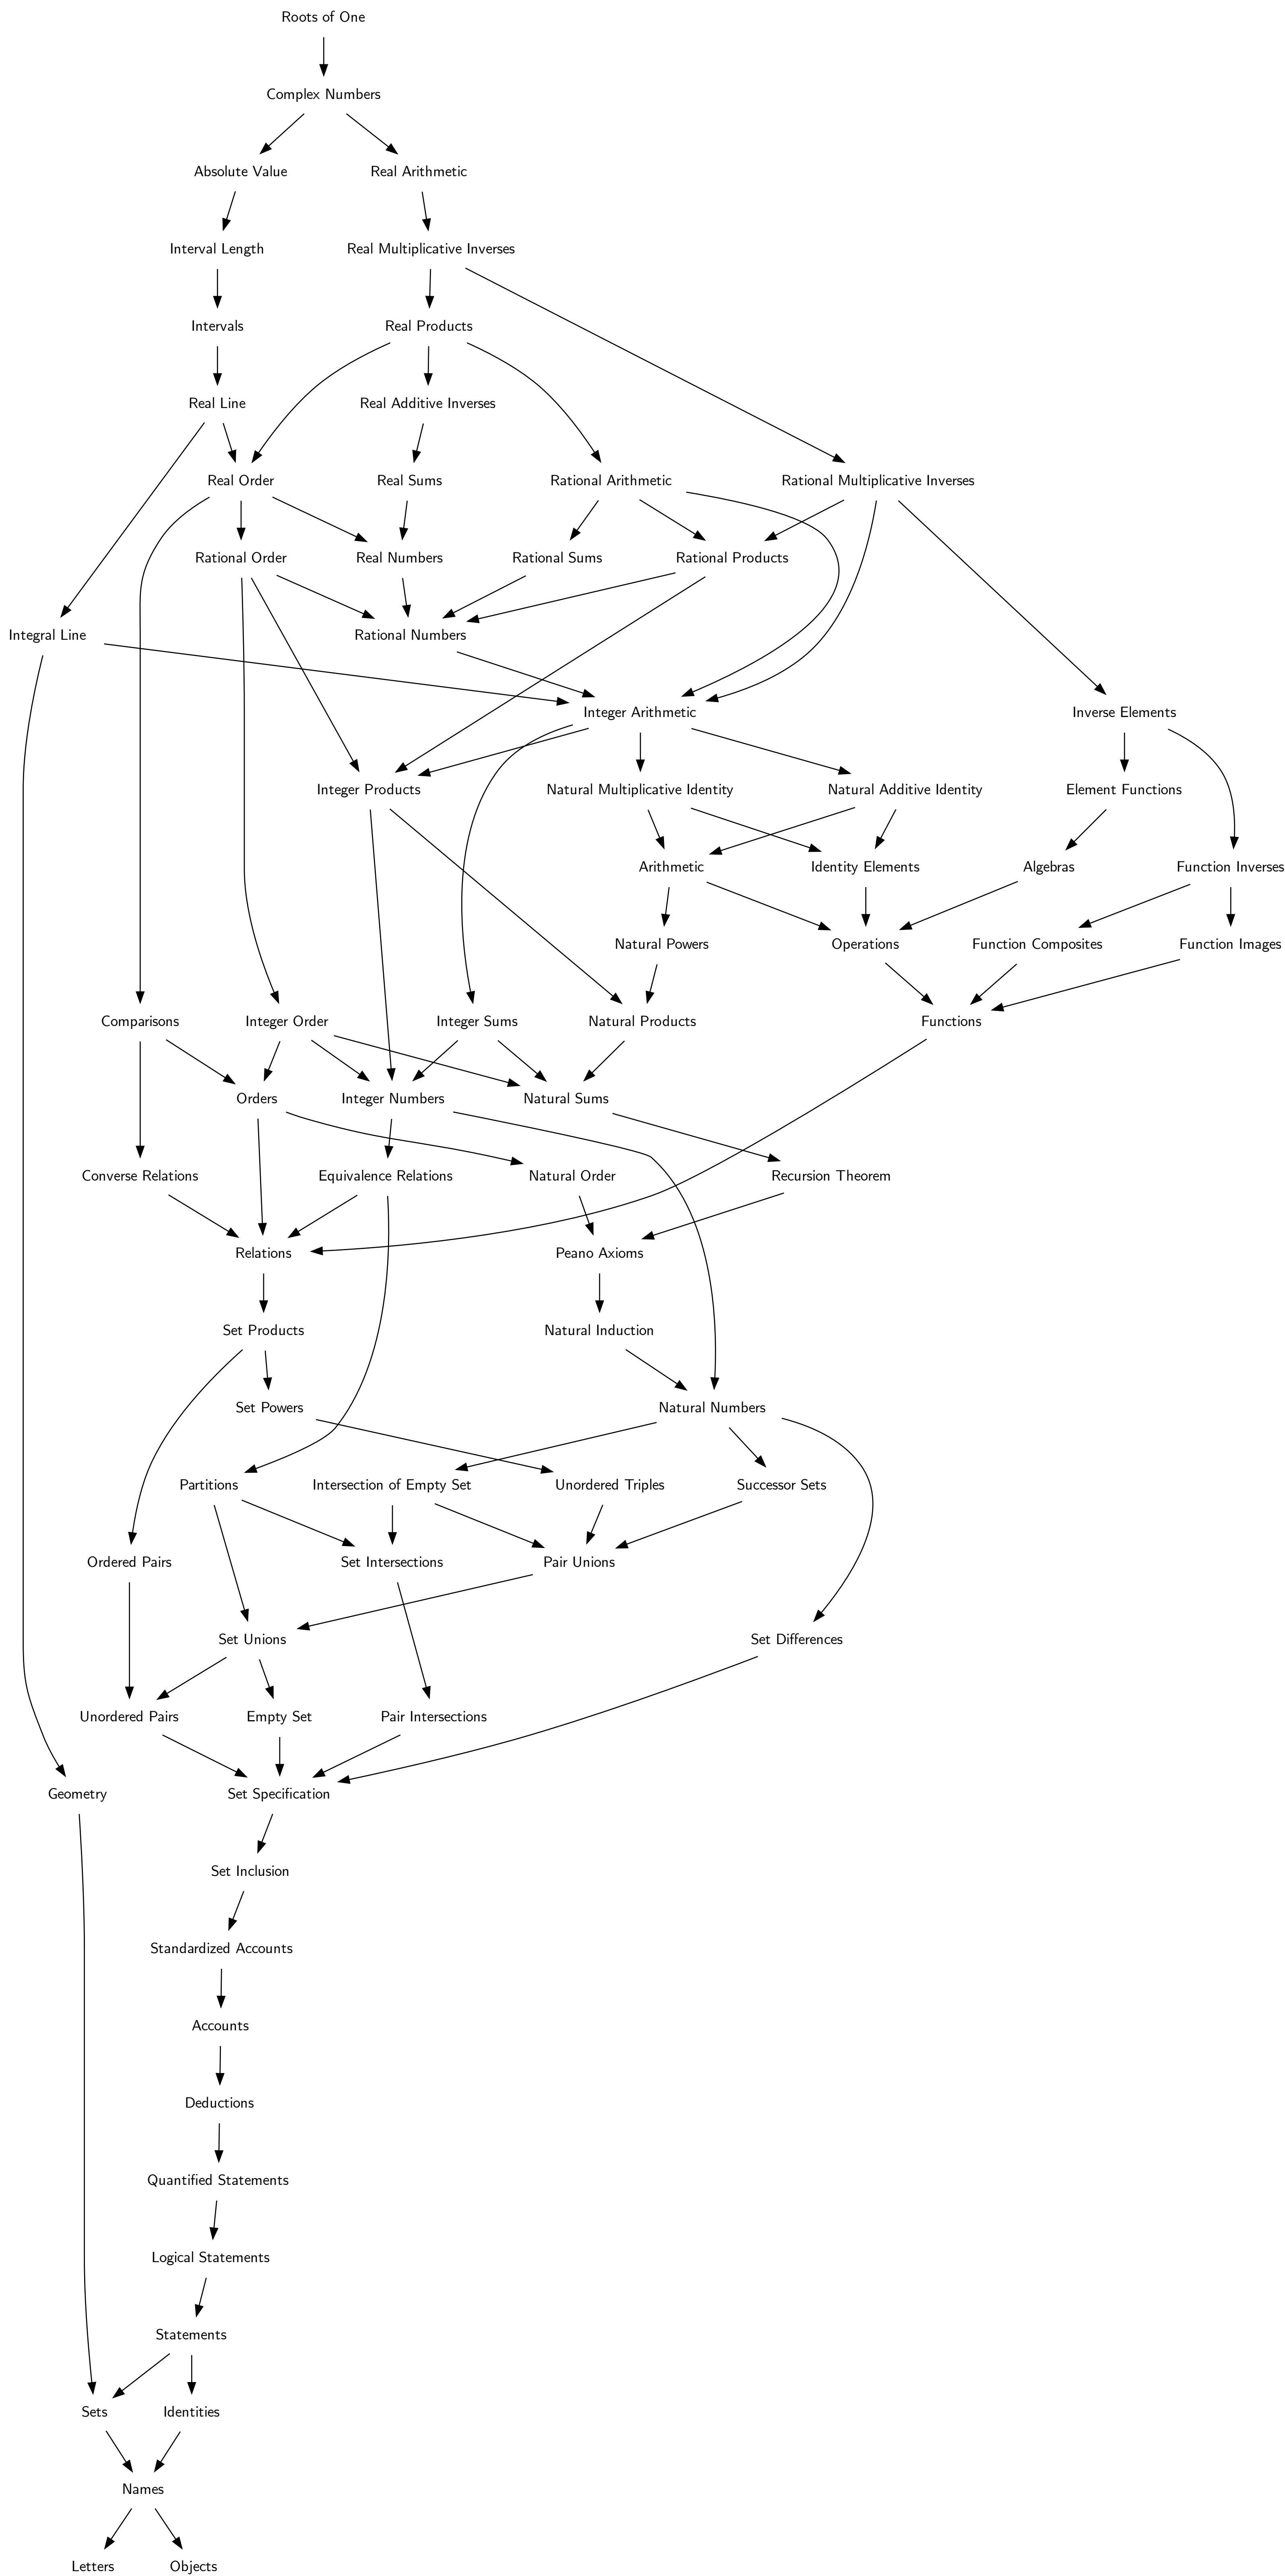 Roots of One
Complex Numbers
Absolute Value
Real Arithmetic
Interval Length
Real Multiplicative Inverses
Intervals
Real Products
Real Line
Real Additive Inverses
Real Order
Real Sums
Rational Arithmetic
Rational Multiplicative Inverses
Rational Order
Real Numbers
Rational Sums
Rational Products
Integral Line
Rational Numbers
Integer Arithmetic
Inverse Elements
Integer Products
Natural Multiplicative Identity
Natural Additive Identity
Element Functions
Arithmetic
Identity Elements
Algebras
Function Inverses
Natural Powers
Operations
Function Composites
Function Images
Comparisons
Integer Order
Integer Sums
Natural Products
Functions
Orders
Integer Numbers
Natural Sums
Converse Relations
Equivalence Relations
Natural Order
Recursion Theorem
Relations
Peano Axioms
Set Products
Natural Induction
Set Powers
Natural Numbers
Partitions
Intersection of Empty Set
Unordered Triples
Successor Sets
Ordered Pairs
Set Intersections
Pair Unions
Set Unions
Set Differences
Unordered Pairs
Empty Set
Pair Intersections
Geometry
Set Specification
Set Inclusion
Standardized Accounts
Accounts
Deductions
Quantified Statements
Logical Statements
Statements
Sets
Identities
Names
Letters
Objects